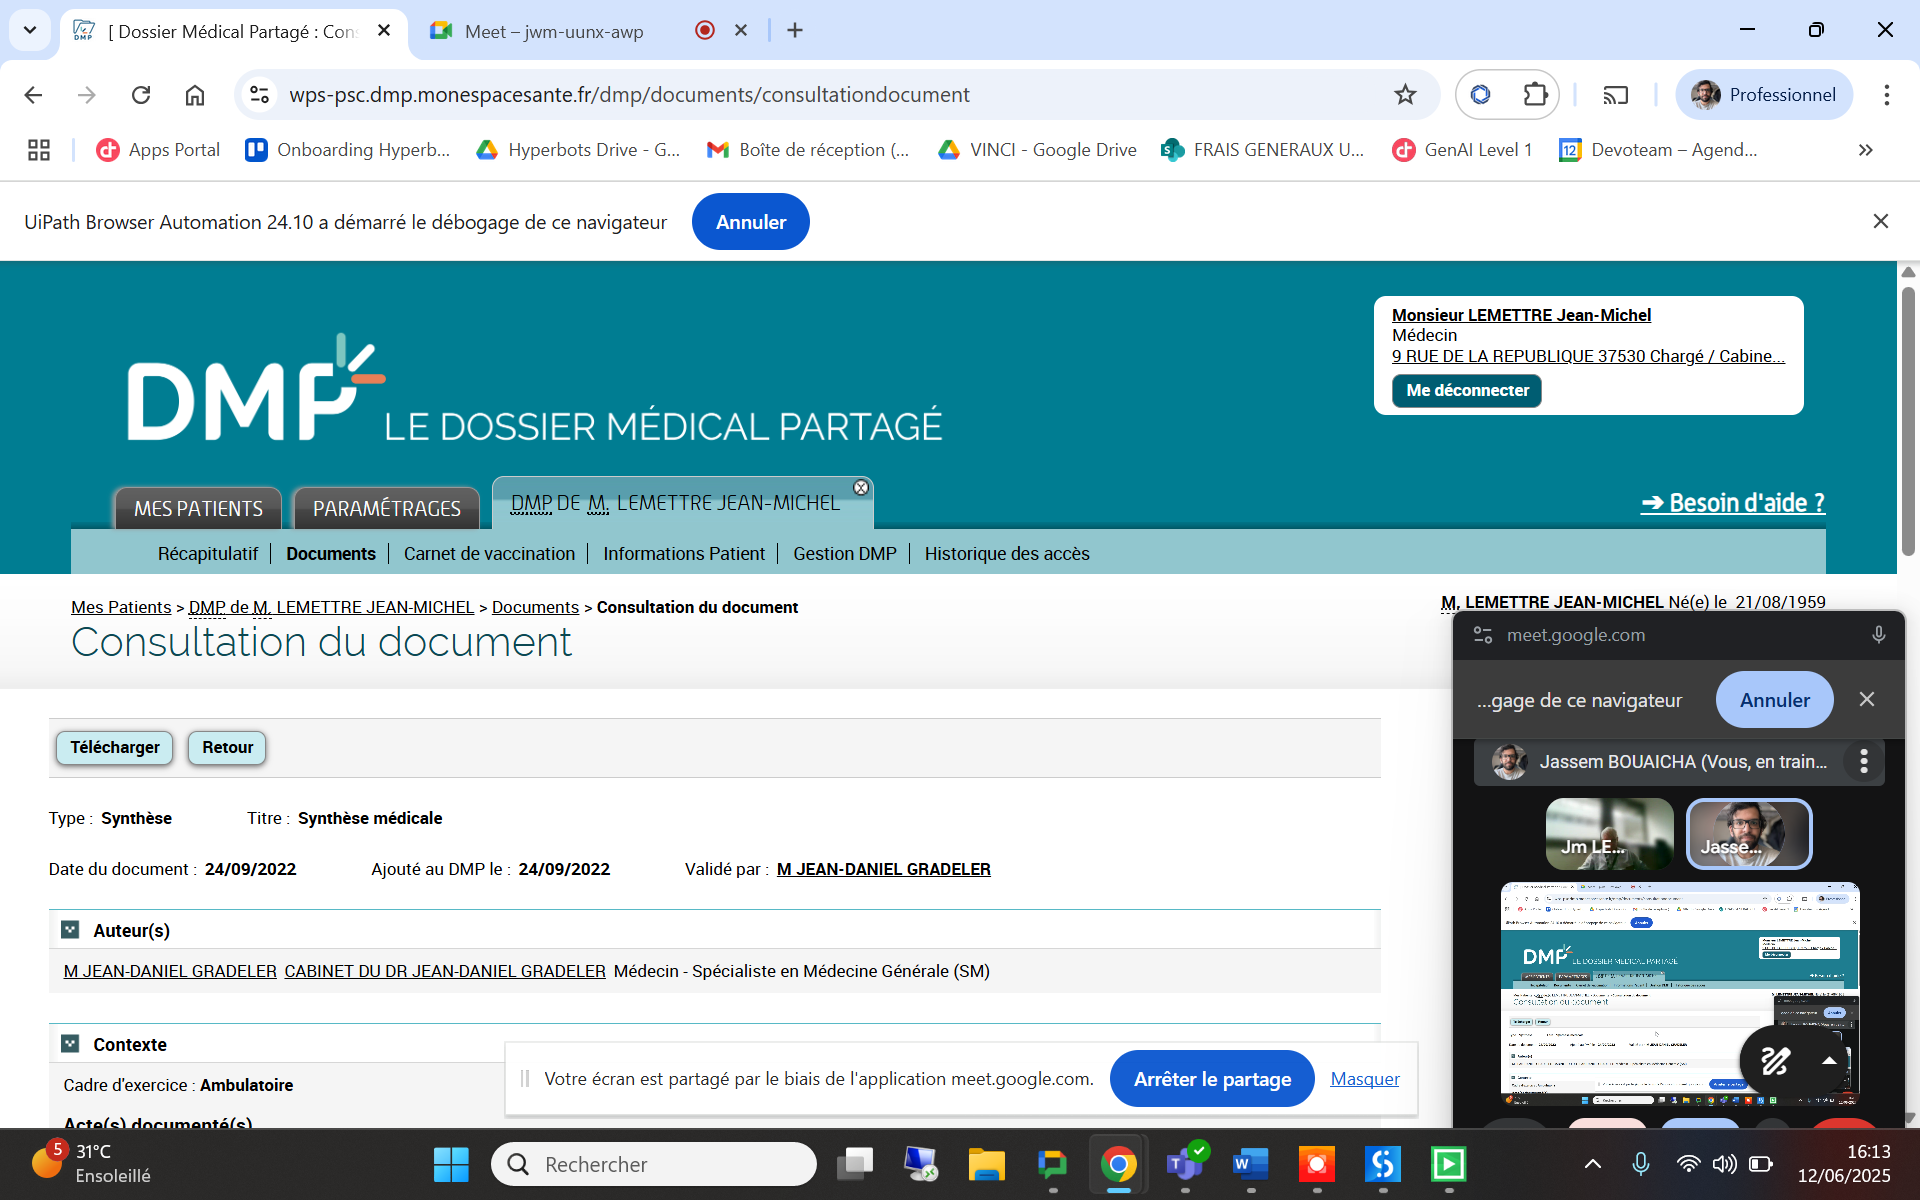 [ Dossier Médical Partagé : Cons
Meet – jwm-uunx-awp
wps-psc.dmp.monespacesante.fr/dmp/documents/consultationdocument
Professionnel
Apps Portal
Onboarding Hyperb...
Hyperbots Drive - G...
Boîte de réception (...
VINCI - Google Drive
FRAIS GENERAUX U...
GenAI Level 1
12
Devoteam – Agend...
UiPath Browser Automation 24.10 a démarré le débogage de ce navigateur
Annuler
Monsieur LEMETTRE Jean-Michel
Médecin
9 RUE DE LA REPUBLIQUE 37530 Chargé / Cabine...
Me déconnecter
DMP LE DOSSIER MÉDICAL PARTAGÉ
MES PATIENTS
PARAMÉTRAGES
DMP DE M. LEMETTRE JEAN-MICHEL
➔ Besoin d'aide ?
Récapitulatif
Documents
Carnet de vaccination
Informations Patient
Gestion DMP
Historique des accès
Mes Patients > DMP de M. LEMETTRE JEAN-MICHEL > Documents > Consultation du document
M. LEMETTRE JEAN-MICHEL Né(e) le 21/08/1959
Consultation du document
meet.google.com
...gage de ce navigateur
Annuler
Jassem BOUAICHA (Vous, en train...
Jm LE...
Jasse...
Télécharger
Retour
Type : Synthèse
Titre : Synthèse médicale
Date du document : 24/09/2022
Ajouté au DMP le : 24/09/2022
Validé par : M JEAN-DANIEL GRADELER
Auteur(s)
M JEAN-DANIEL GRADELER CABINET DU DR JEAN-DANIEL GRADELER Médecin - Spécialiste en Médecine Générale (SM)
Contexte
Cadre d'exercice : Ambulatoire
Acte(s) documenté(s)
Votre écran est partagé par le biais de l'application meet.google.com.
Arrêter le partage
Masquer
DMP LE DOSSIER MÉDICAL PARTAGÉ
Consultation du document
5
31°C
Ensoleillé
Rechercher
16:13
12/06/2025